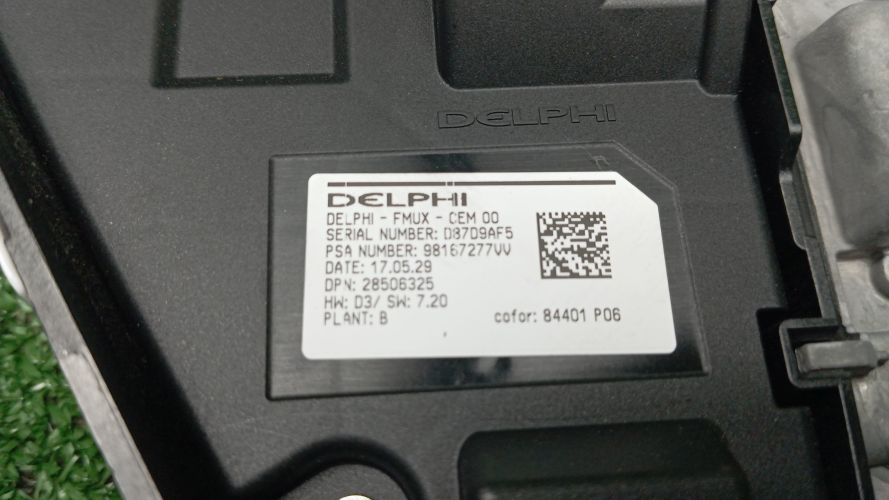 DELPHI
DELPHI
DELPHI - FMUX - CEM 00
SERIAL NUMBER: D87D9AF5
PSA NUMBER: 98167277VV
DATE: 17.05.29
DPN: 28506325
HW: D3/ SW: 7.20
PLANT: B
cofor: 84401 P06